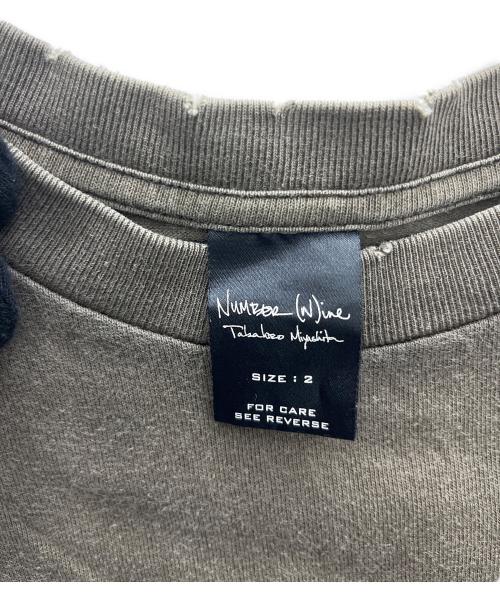 NUMBER (N)ine
Takahiro Miyashita
SIZE : 2
FOR CARE
SEE REVERSE